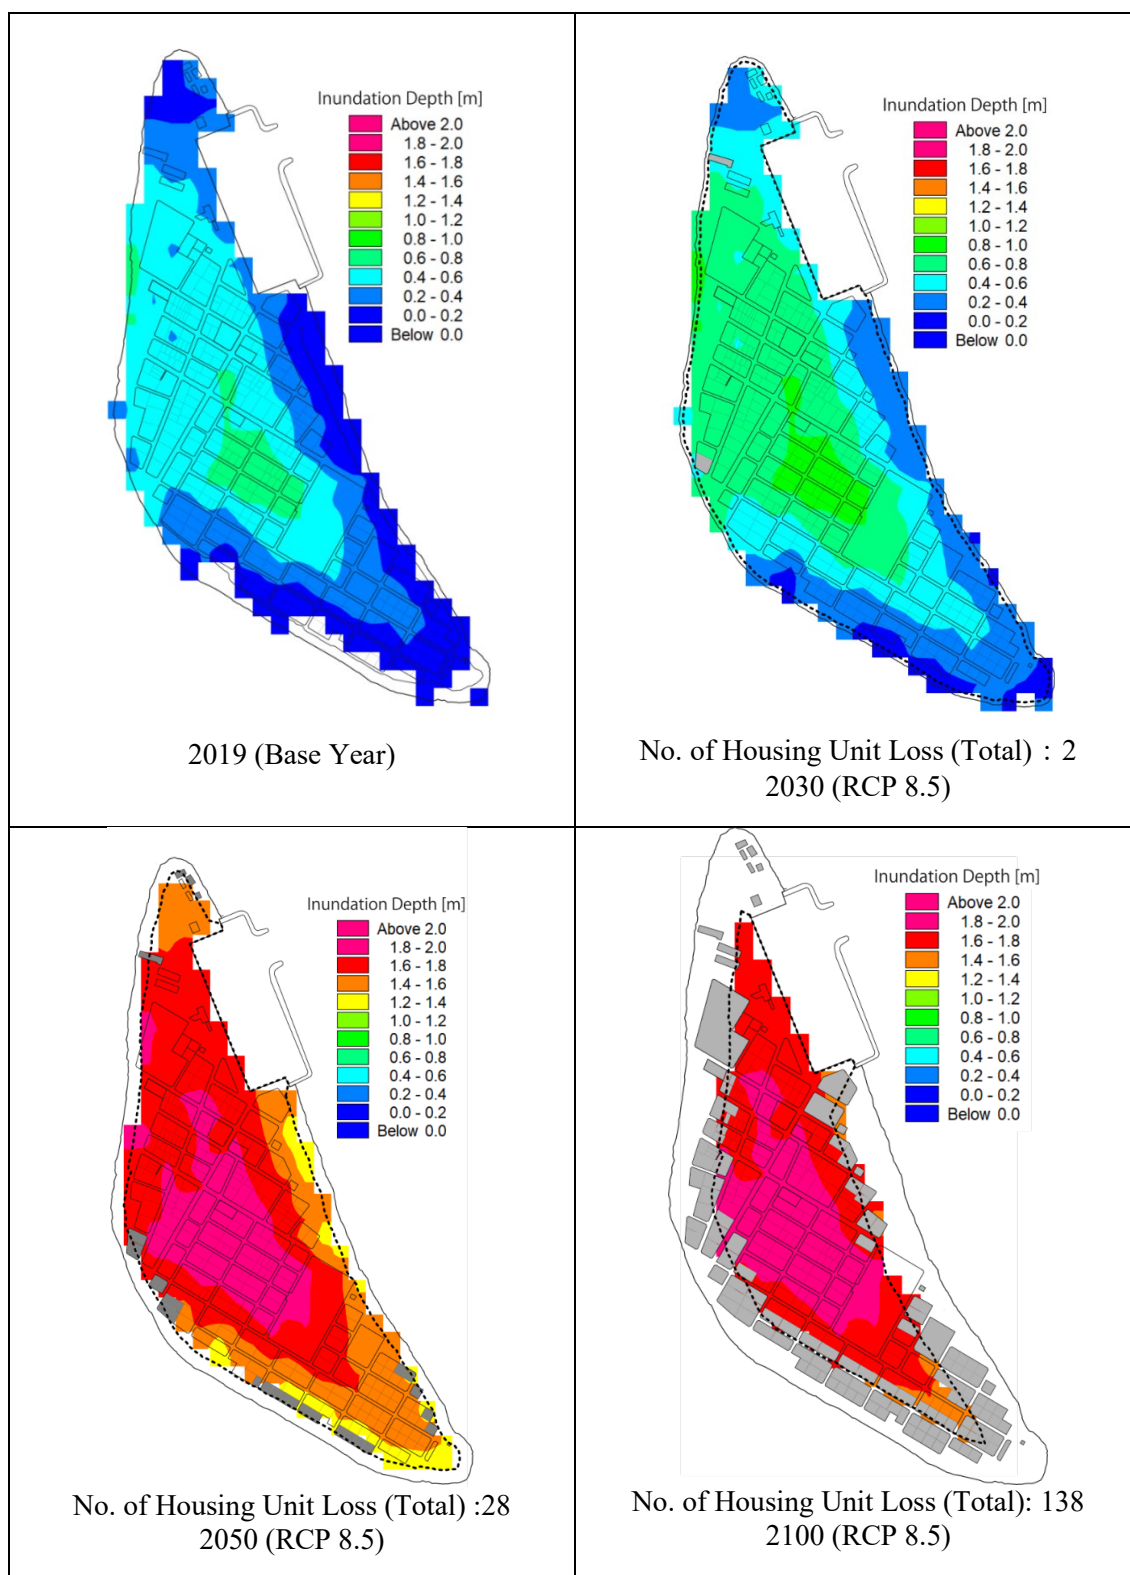 Inundation Depth [m]
Above 2.0
1.8 - 2.0
1.6 - 1.8
1.4 - 1.6
1.2 - 1.4
1.0 - 1.2
0.8 - 1.0
0.6 - 0.8
0.4 - 0.6
0.2 - 0.4
0.0 - 0.2
Below 0.0
2019 (Base Year)
Inundation Depth [m]
Above 2.0
1.8 - 2.0
1.6 - 1.8
1.4 - 1.6
1.2 - 1.4
1.0 - 1.2
0.8 - 1.0
0.6 - 0.8
0.4 - 0.6
0.2 - 0.4
0.0 - 0.2
Below 0.0
No. of Housing Unit Loss (Total) : 2
2030 (RCP 8.5)
Inundation Depth [m]
Above 2.0
1.8 - 2.0
1.6 - 1.8
1.4 - 1.6
1.2 - 1.4
1.0 - 1.2
0.8 - 1.0
0.6 - 0.8
0.4 - 0.6
0.2 - 0.4
0.0 - 0.2
Below 0.0
No. of Housing Unit Loss (Total) :28
2050 (RCP 8.5)
Inundation Depth [m]
Above 2.0
1.8 - 2.0
1.6 - 1.8
1.4 - 1.6
1.2 - 1.4
1.0 - 1.2
0.8 - 1.0
0.6 - 0.8
0.4 - 0.6
0.2 - 0.4
0.0 - 0.2
Below 0.0
No. of Housing Unit Loss (Total): 138
2100 (RCP 8.5)